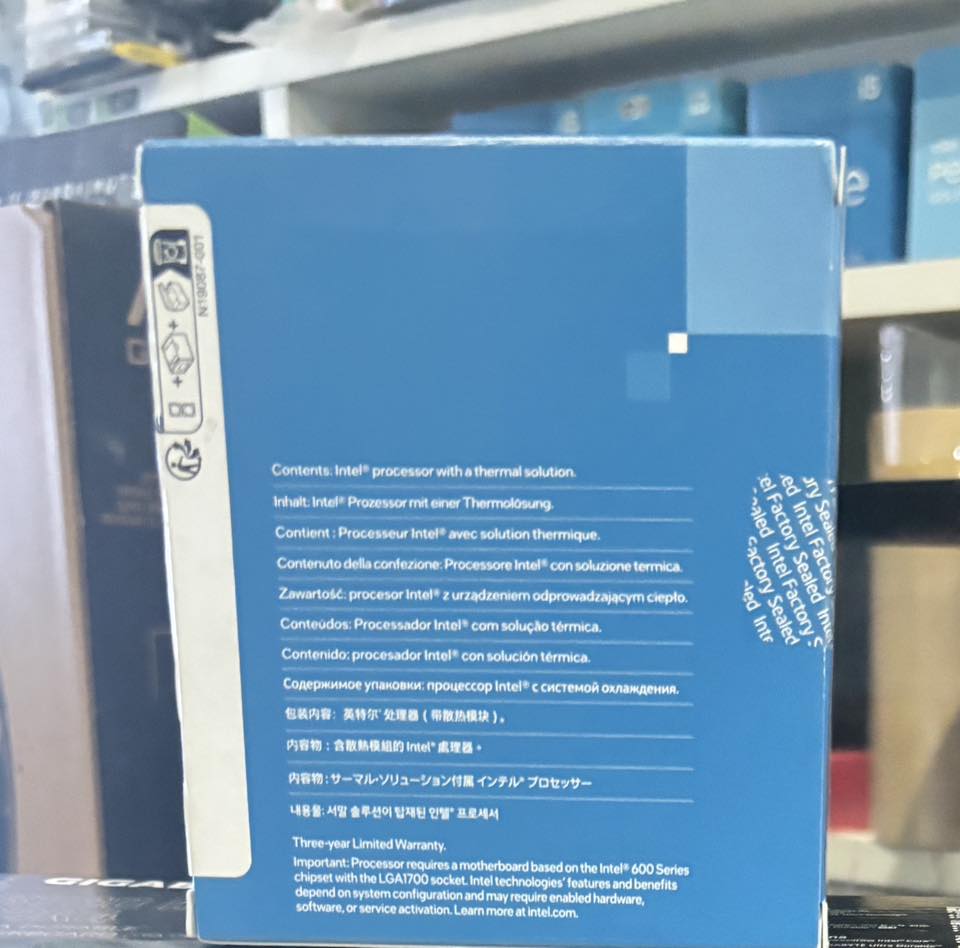 N19087-001
Contents: Intel® processor with a thermal solution.
Inhalt: Intel® Prozessor mit einer Thermolösung.
Contient : Processeur Intel® avec solution thermique.
Contenuto della confezione: Processore Intel® con soluzione termica.
Zawartość: procesor Intel® z urządzeniem odprowadzającym ciepło.
Conteúdos: Processador Intel® com solução térmica.
Contenido: procesador Intel® con solución térmica.
Содержимое упаковки: процессор Intel® с системой охлаждения.
包装内容：英特尔®处理器（带散热模块）。
內容物：含散熱模組的 Intel® 處理器。
内容物：サーマル・ソリューション付属 インテル® プロセッサー
내용물: 서말 솔루션이 탑재된 인텔® 프로세서
Three-year Limited Warranty.
Important: Processor requires a motherboard based on the Intel® 600 Series
chipset with the LGA1700 socket. Intel technologies' features and benefits
depend on system configuration and may require enabled hardware,
software, or service activation. Learn more at intel.com.
Intel Factory
Factory Sealed
Sealed Intel Factory
Factory Sealed